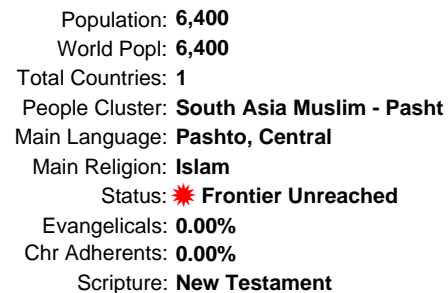 Population: 6,400
World Popl: 6,400
Total Countries: 1
People Cluster: South Asia Muslim - Pasht
Main Language: Pashto, Central
Main Religion: Islam
Status: Frontier Unreached
Evangelicals: 0.00%
Chr Adherents: 0.00%
Scripture: New Testament